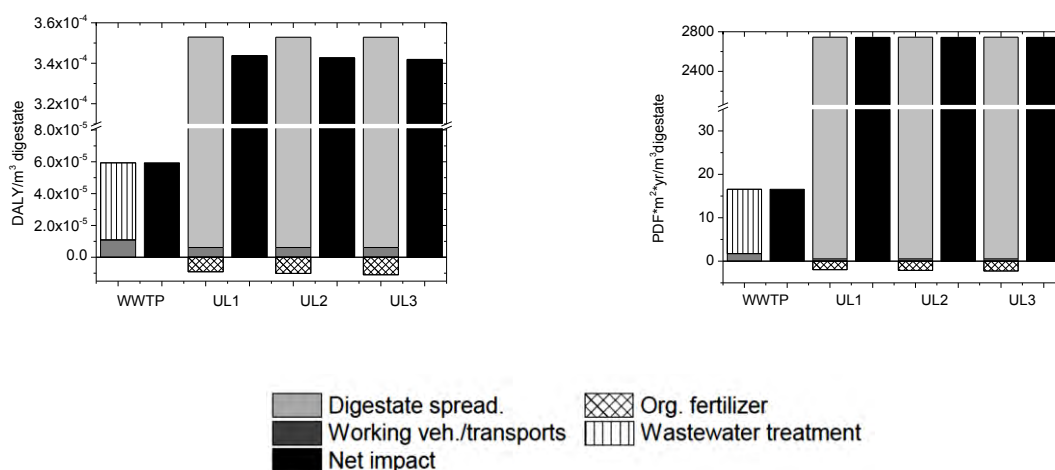 3.6x10-4
3.4x10-4
3.2x10-4
8.0x10-5
6.0x10-5
4.0x10-5
2.0x10-5
0.0
DALY/m3 digestate
WWTP UL1 UL2 UL3
2800
2400
30
20
10
0
PDF*m2*yr/m3digestate
WWTP UL1 UL2 UL3
Digestate spread. Org. fertilizer
Working veh./transports Wastewater treatment
Net impact